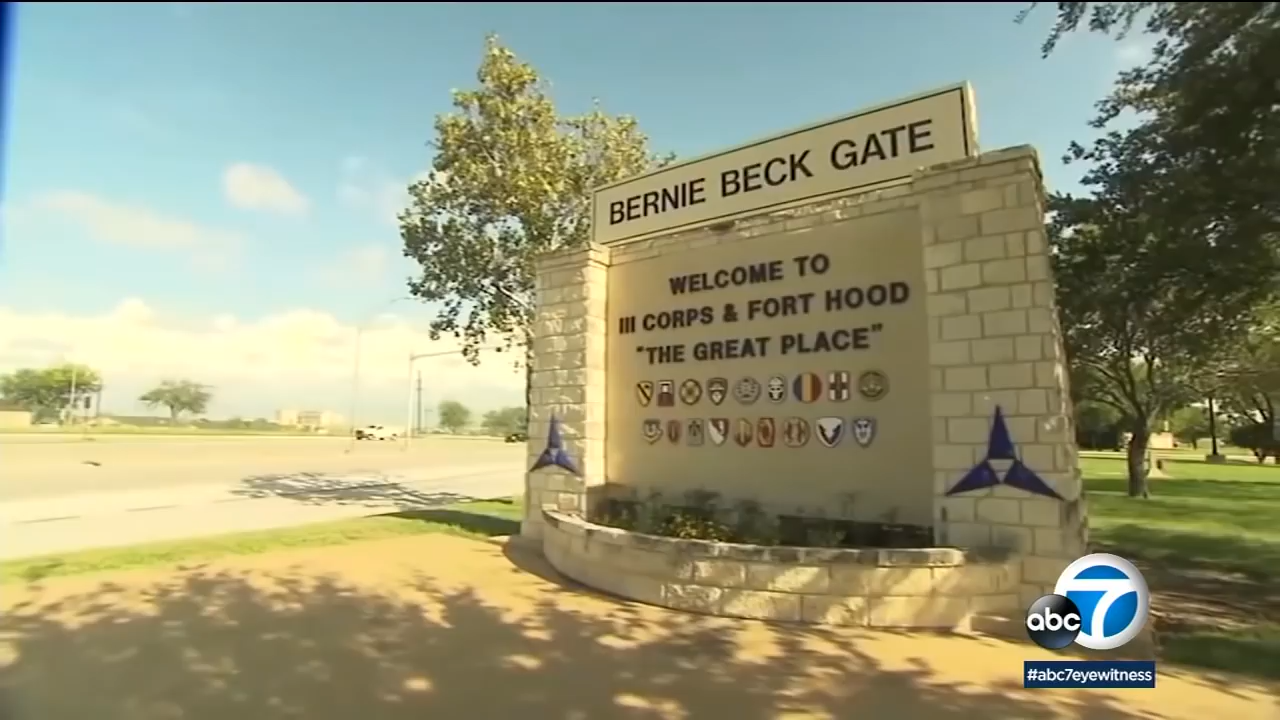 BERNIE BECK GATE
WELCOME TO
III CORPS & FORT HOOD
"THE GREAT PLACE"
abc 7
#abc7eyewitness